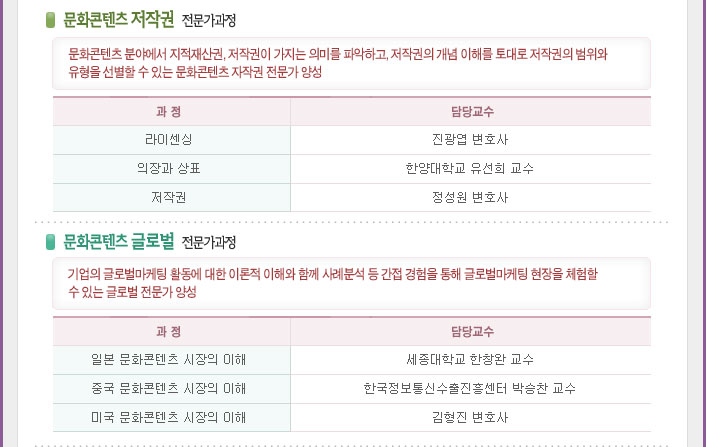 문화콘텐츠 저작권 전문가과정
문화콘텐츠 분야에서 지적재산권, 저작권이 가지는 의미를 파악하고, 저작권의 개념 이해를 토대로 저작권의 범위와
유형을 선별할 수 있는 문화콘텐츠 자작권 전문가 양성
과 정 담당교수
라이센싱 진광엽 변호사
의장과 상표 한양대학교 유선희 교수
저작권 정성원 변호사
문화콘텐츠 글로벌 전문가과정
기업의 글로벌마케팅 활동에 대한 이론적 이해와 함께 사례분석 등 간접 경험을 통해 글로벌마케팅 현장을 체험할
수 있는 글로벌 전문가 양성
과 정 담당교수
일본 문화콘텐츠 시장의 이해 세종대학교 한창완 교수
중국 문화콘텐츠 시장의 이해 한국정보통신수출진흥센터 박승찬 교수
미국 문화콘텐츠 시장의 이해 김형진 변호사